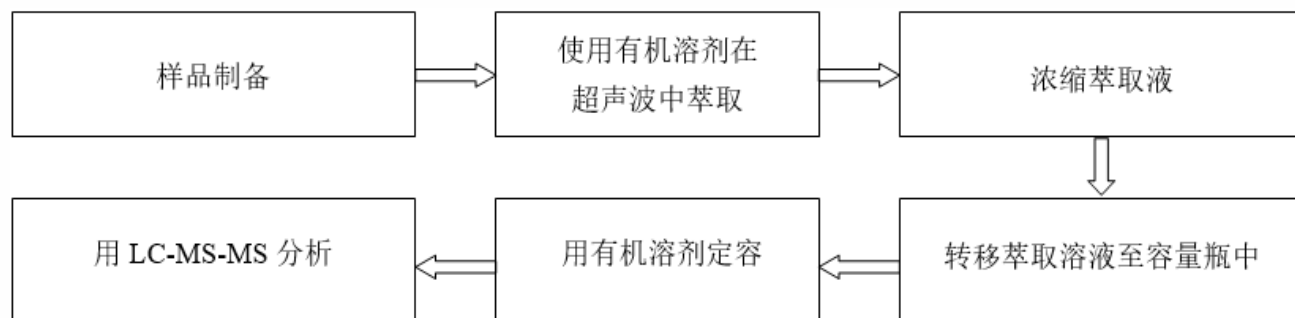 样品制备
使用有机溶剂在
超声波中萃取
浓缩萃取液
转移萃取溶液至容量瓶中
用有机溶剂定容
用 LC-MS-MS 分析